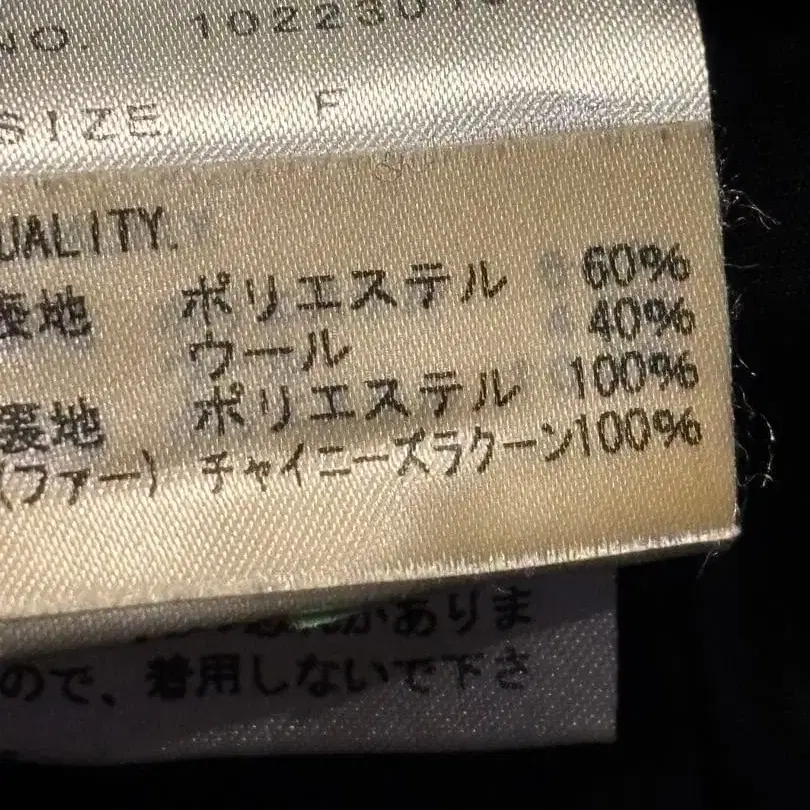 NO. 1022301
SIZE F
UALITY.
表地 ポリエステル 60%
ウール 40%
裏地 ポリエステル 100%
(ファー) チャイニーズラクーン100%
がありま
ので、着用しないで下さ